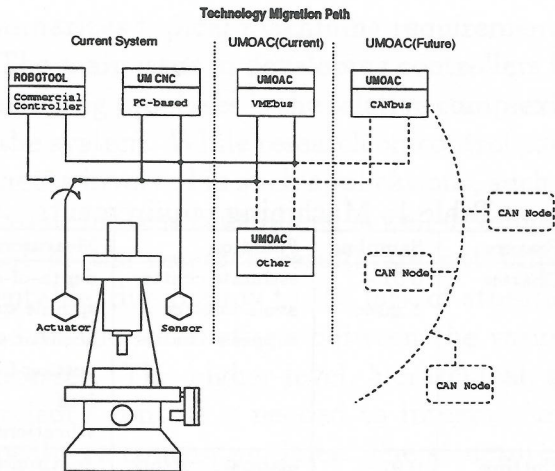 Technology Migration Path
Current System
UMOAC(Current)
UMOAC(Future)
ROBOTOOL
Commercial
Controller
UM CNC
PC-based
UMOAC
VMEbus
UMOAC
CANbus
UMOAC
Other
CAN Node
CAN Node
CAN Node
Actuator
Sensor